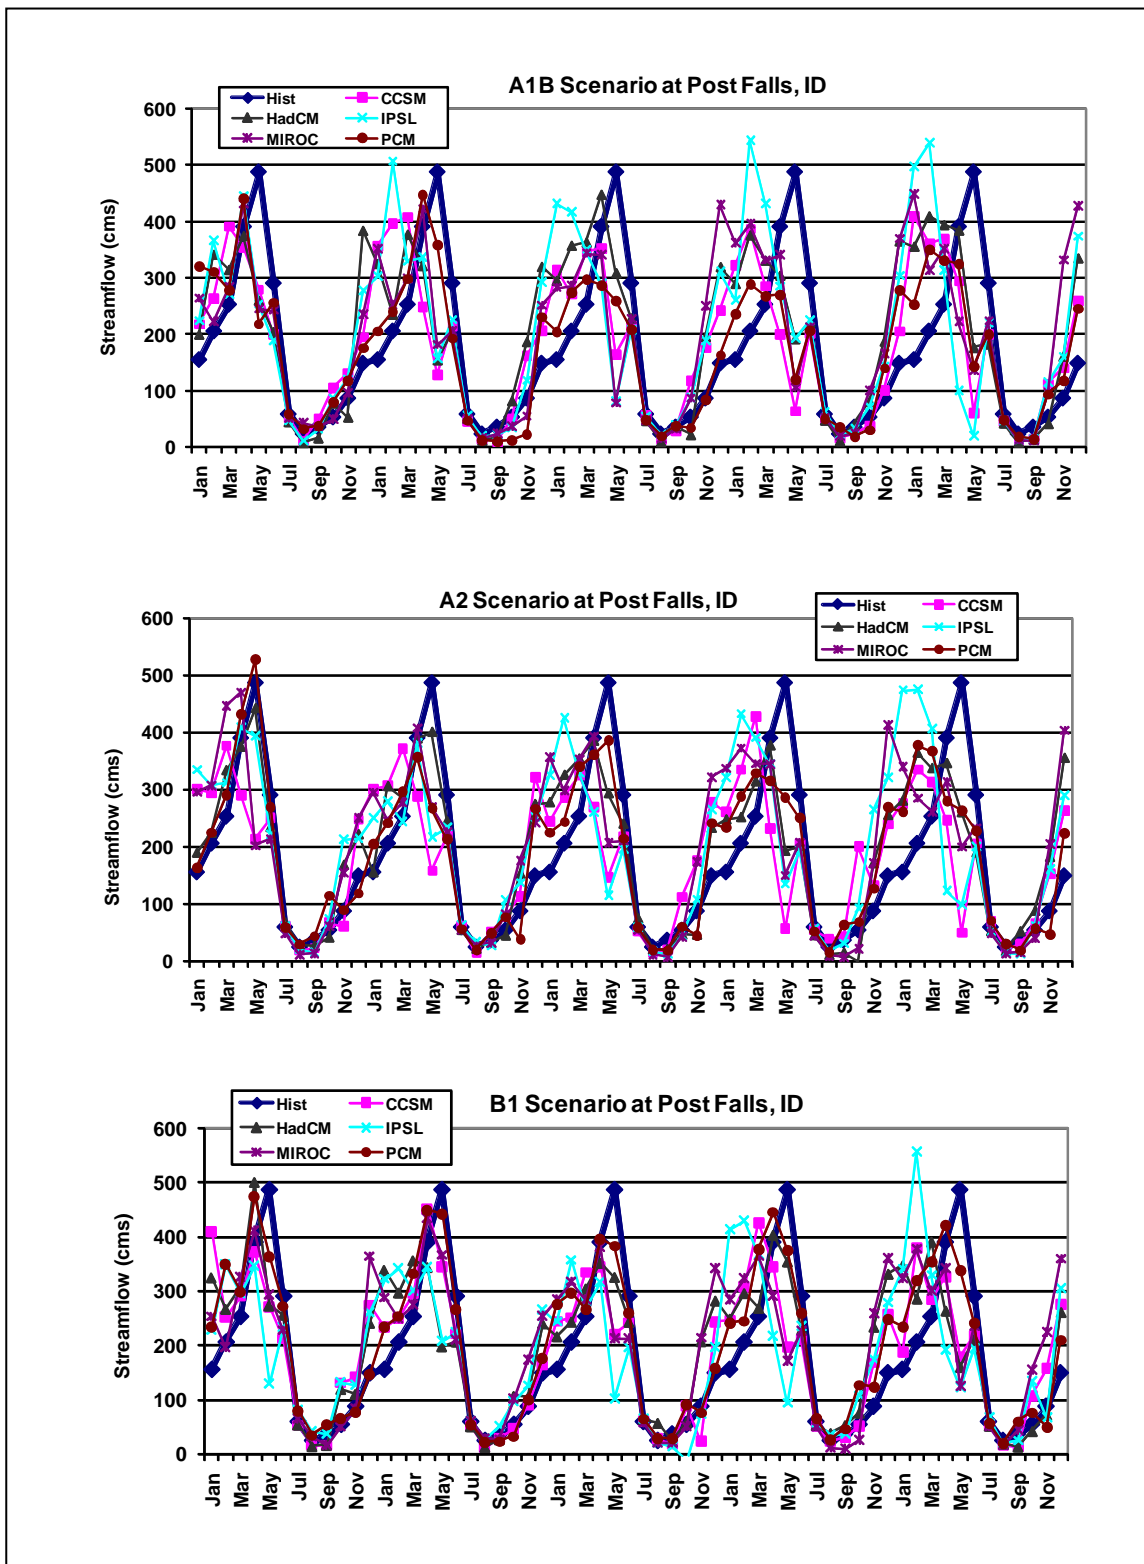 A1B Scenario at Post Falls, ID
Hist CCSM
HadCM IPSL
MIROC PCM
Streamflow (cms)
600
500
400
300
200
100
0
Jan Mar May Jul Sep Nov Jan Mar May Jul Sep Nov Jan Mar May Jul Sep Nov Jan Mar May Jul Sep Nov Jan Mar May Jul Sep Nov
A2 Scenario at Post Falls, ID
Hist CCSM
HadCM IPSL
MIROC PCM
Streamflow (cms)
600
500
400
300
200
100
0
Jan Mar May Jul Sep Nov Jan Mar May Jul Sep Nov Jan Mar May Jul Sep Nov Jan Mar May Jul Sep Nov Jan Mar May Jul Sep Nov
B1 Scenario at Post Falls, ID
Hist CCSM
HadCM IPSL
MIROC PCM
Streamflow (cms)
600
500
400
300
200
100
0
Jan Mar May Jul Sep Nov Jan Mar May Jul Sep Nov Jan Mar May Jul Sep Nov Jan Mar May Jul Sep Nov Jan Mar May Jul Sep Nov